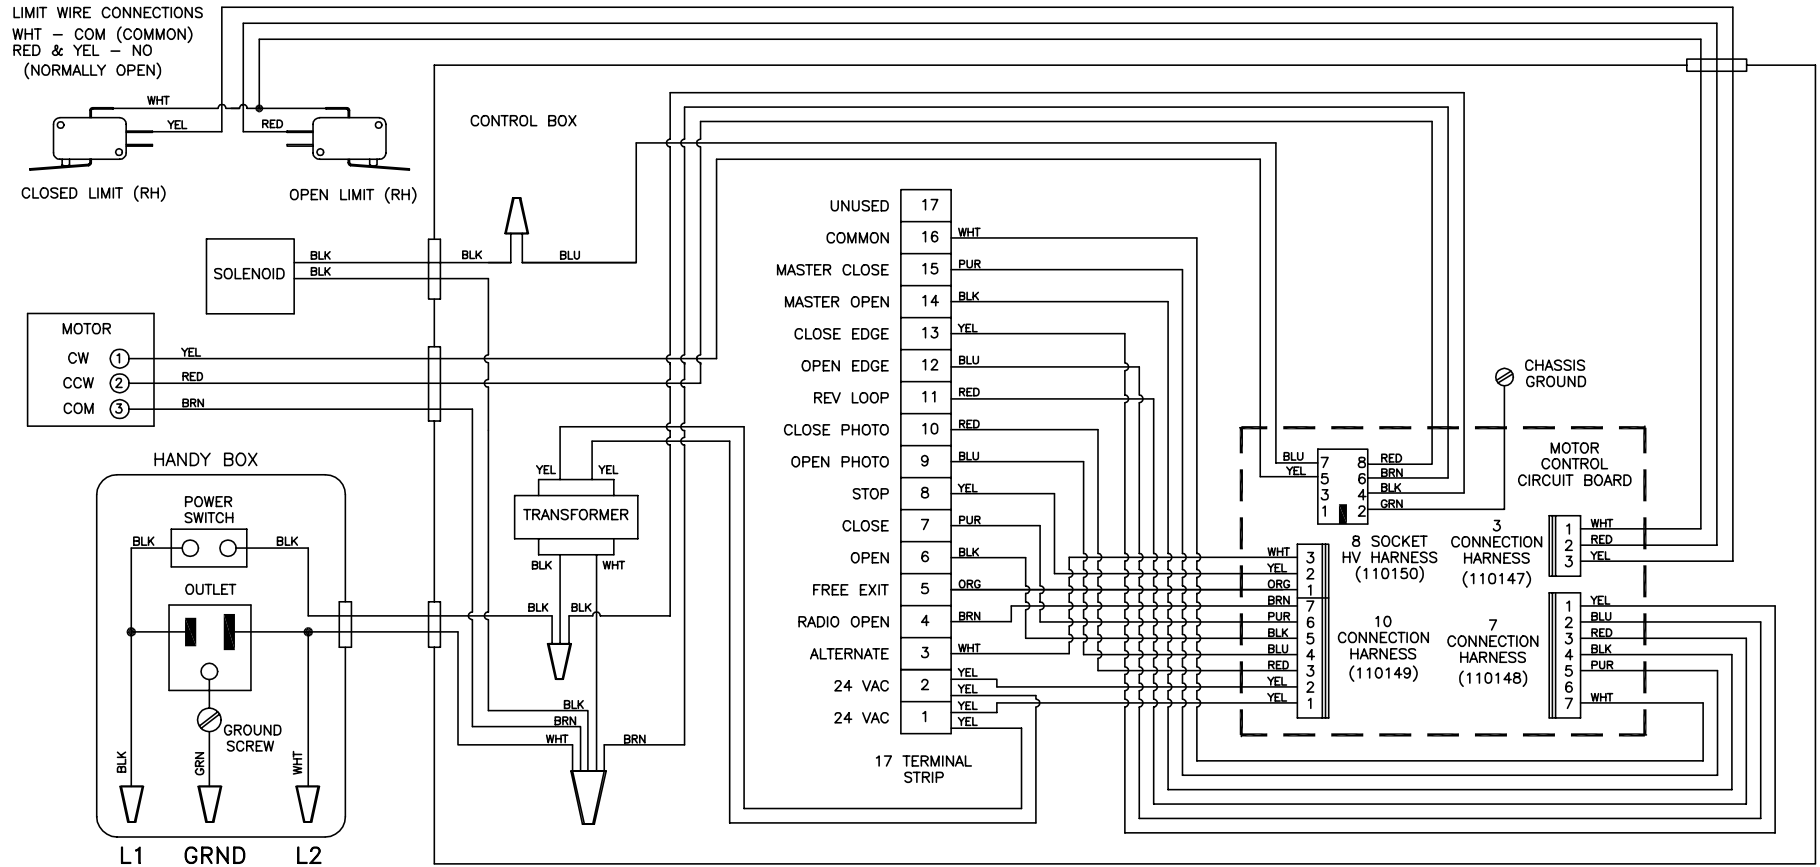 LIMIT WIRE CONNECTIONS
WHT - COM (COMMON)
RED & YEL - NO
(NORMALLY OPEN)
WHT
YEL
RED
CLOSED LIMIT (RH)
OPEN LIMIT (RH)
CONTROL BOX
SOLENOID
BLK
BLK
BLK
BLU
MOTOR
CW 1 YEL
CCW 2 RED
COM 3 BRN
HANDY BOX
POWER
SWITCH
BLK
BLK
OUTLET
GROUND
SCREW
BLK
GRN
WHT
L1 GRND L2
YEL
YEL
TRANSFORMER
BLK
WHT
BLK
BLK
BLK
BRN
WHT
BRN
UNUSED 17
COMMON 16 WHT
MASTER CLOSE 15 PUR
MASTER OPEN 14 BLK
CLOSE EDGE 13 YEL
OPEN EDGE 12 BLU
REV LOOP 11 RED
CLOSE PHOTO 10 RED
OPEN PHOTO 9 BLU
STOP 8 YEL
CLOSE 7 PUR
OPEN 6 BLK
FREE EXIT 5 ORG
RADIO OPEN 4 BRN
ALTERNATE 3 WHT
24 VAC 2 YEL
YEL
24 VAC 1 YEL
YEL
17 TERMINAL
STRIP
CHASSIS
GROUND
MOTOR
CONTROL
CIRCUIT BOARD
BLU 7 8 RED
YEL 5 6 BRN
3 4 BLK
1 2 GRN
8 SOCKET
HV HARNESS
(110150)
3
CONNECTION
HARNESS
(110147)
1 WHT
2 RED
3 YEL
WHT 3
YEL 2
ORG 1
BRN 7
PUR 6
BLK 5
BLU 4
RED 3
YEL 2
YEL 1
10
CONNECTION
HARNESS
(110149)
7
CONNECTION
HARNESS
(110148)
1 YEL
2 BLU
3 RED
4 BLK
5 PUR
6
7 WHT